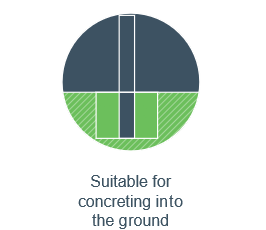 Suitable for
concreting into
the ground